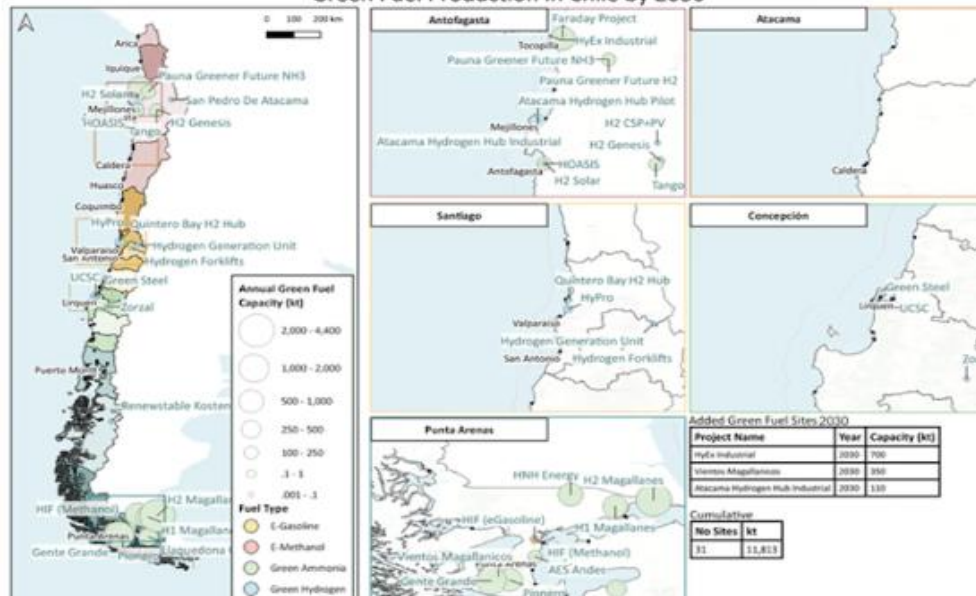 Green Fuel Production in Chile by 2030
0 100 200 km
Arica
Iquique
Pauna Greener Future NH3
H2 Solar
San Pedro De Atacama
Mejillones
HOASIS
H2 Genesis
Tango
Caldera
Huasco
Coquimbo
HyPro
Quintero Bay H2 Hub
Valparaiso
Hydrogen Generation Unit
San Antonio
Hydrogen Forklifts
UCSC
Green Steel
Lirquen
Zorzal
Puerto Montt
HIF (Methanol)
H2 Magallan
Punta Arenas
H1 Magallan
Gente Grande
Pionero
Annual Green Fuel
Capacity (kt)
2,000 - 4,400
1,000 - 2,000
500 - 1,000
250 - 500
100 - 250
.1 - 1
.001 - .1
Fuel Type
E-Gasoline
E-Methanol
Green Ammonia
Green Hydrogen
Antofagasta
Faraday Project
Tocopilla
HyEx Industrial
Pauna Greener Future NH3
Pauna Greener Future H2
Atacama Hydrogen Hub Pilot
Mejillones
H2 CSP+PV
Atacama Hydrogen Hub Industrial
H2 Genesis
HOASIS
Antofagasta
H2 Solar
Tango
Atacama
Caldera
Santiago
Quintero Bay H2 Hub
HyPro
Valparaiso
Hydrogen Generation Unit
San Antonio
Hydrogen Forklifts
Concepción
Green Steel
Lirquen
UCSC
Punta Arenas
HNH Energy
H2 Magallanes
HIF (eGasoline)
H1 Magallanes
Vientos Magallanicos
HIF (Methanol)
Punta Arenas
AES Andes
Gente Grande
Pionero
Added Green Fuel Sites 2030
Project Name Year Capacity (kt)
HyEx Industrial 2030 700
Vientos Magallanicos 2030 350
Atacama Hydrogen Hub Industrial 2030 110
Cumulative
No Sites kt
31 11,813